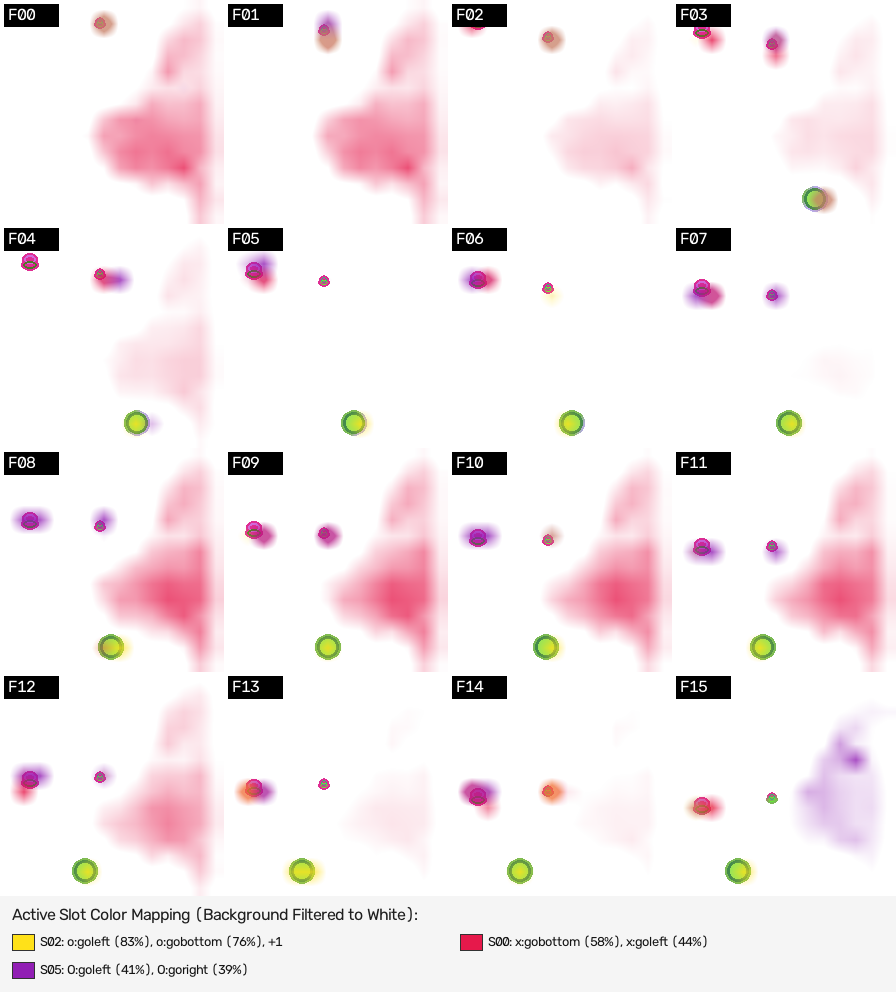 F00 F01 F02 F03
F04 F05 F06 F07
F08 F09 F10 F11
F12 F13 F14 F15
Active Slot Color Mapping (Background Filtered to White):
S02: o:goleft (83%), o:gobottom (76%), +1 S00: x:gobottom (58%), x:goleft (44%)
S05: O:goleft (41%), O:goright (39%)